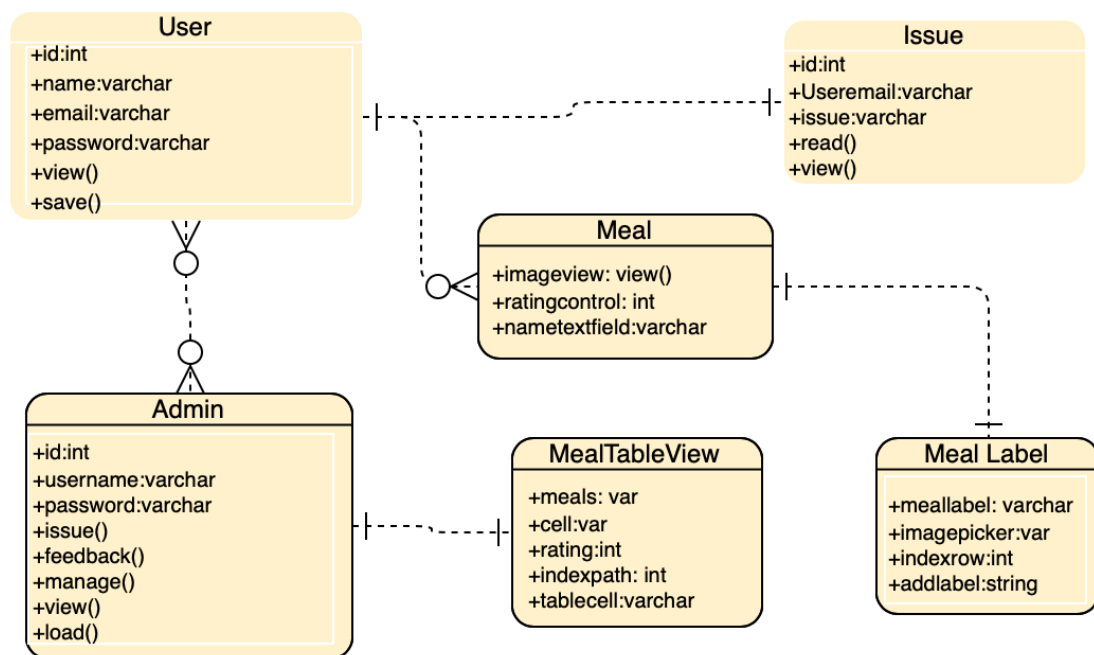 User
+id:int
+name:varchar
+email:varchar
+password:varchar
+view()
+save()
Issue
+id:int
+Useremail:varchar
+issue:varchar
+read()
+view()
Meal
+imageview: view()
+ratingcontrol: int
+nametextfield:varchar
Admin
+id:int
+username:varchar
+password:varchar
+issue()
+feedback()
+manage()
+view()
+load()
MealTableView
+meals: var
+cell:var
+rating:int
+indexpath: int
+tablecell:varchar
Meal Label
+meallabel: varchar
+imagepicker:var
+indexrow:int
+addlabel:string